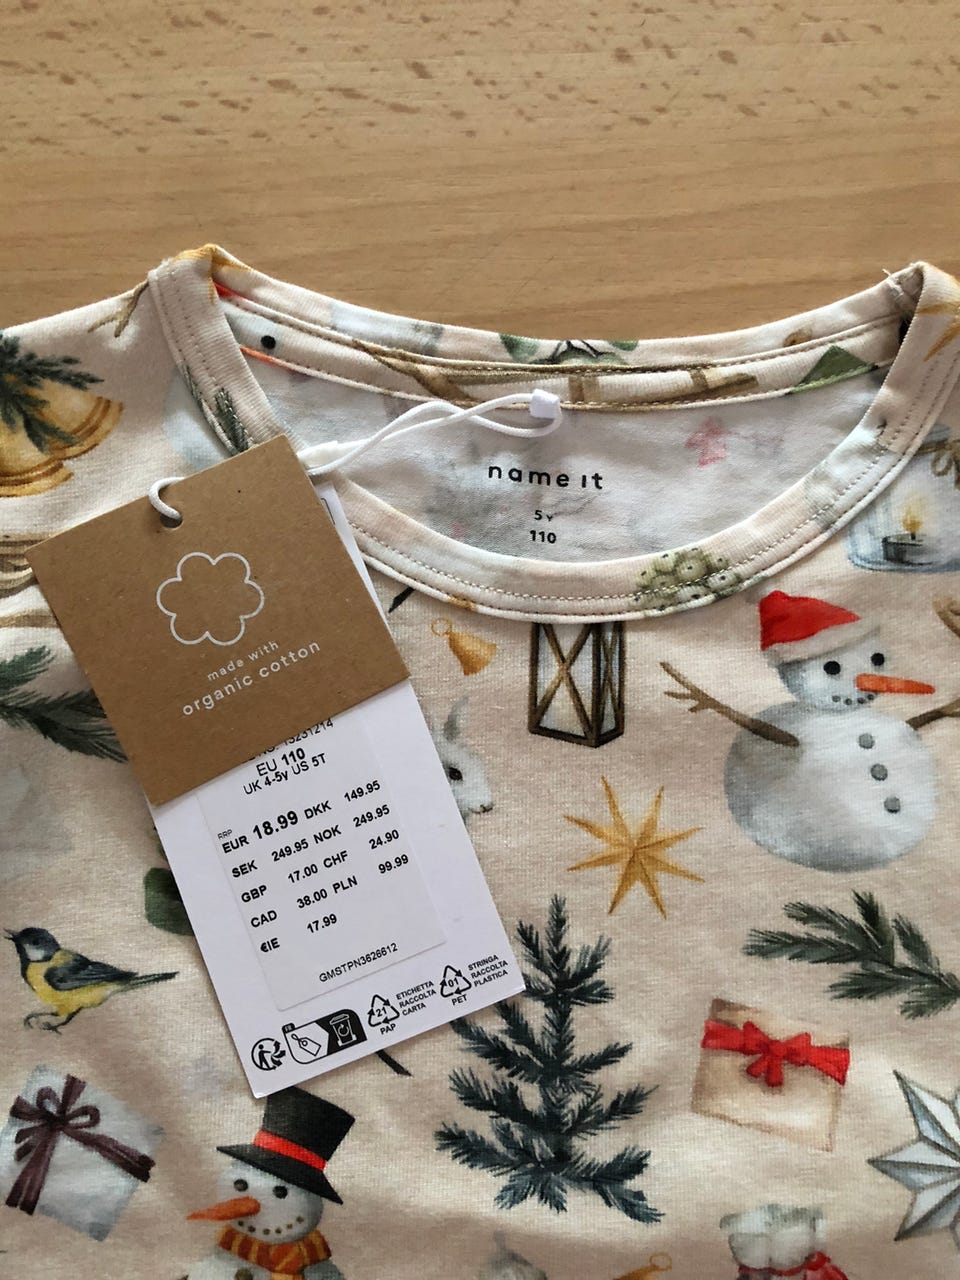 name it
5Y
110
made with
organic cotton
13231214
EU 110
UK 4-5y US 5T
RRP
EUR 18.99 DKK 149.95
SEK 249.95 NOK 249.95
GBP 17.00 CHF 24.90
CAD 38.00 PLN 99.99
€IE 17.99
GMSTPN3626612
FR
21
PAP
ETICHETTA
RACCOLTA
CARTA
01
PET
STRINGA
RACCOLTA
PLASTICA